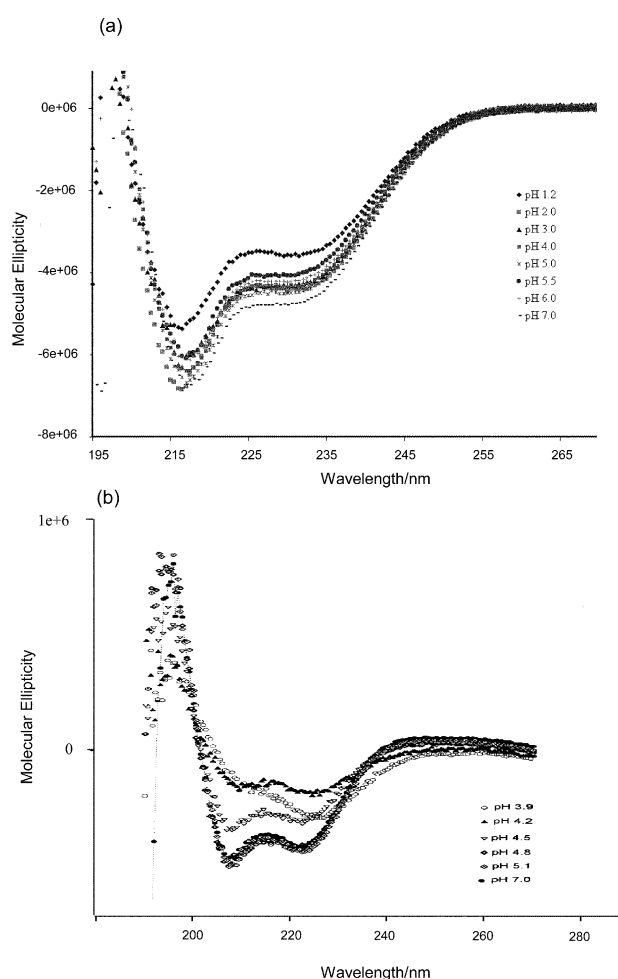 (a)
0e+06
-2e+06
-4e+06
-6e+06
-8e+06
Molecular Ellipticity
195 215 225 235 245 255 265
Wavelength/nm
pH 1.2
pH 2.0
pH 3.0
pH 4.0
pH 5.0
pH 5.5
pH 6.0
pH 7.0
(b)
1e+6
0
Molecular Ellipticity
200 220 240 260 280
Wavelength/nm
pH 3.9
pH 4.2
pH 4.5
pH 4.8
pH 5.1
pH 7.0